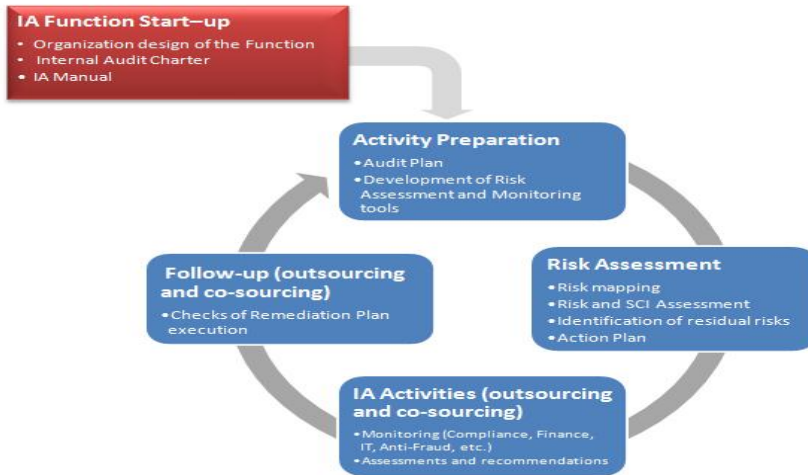 IA Function Start–up
• Organization design of the Function
• Internal Audit Charter
• IA Manual
Activity Preparation
•Audit Plan
•Development of Risk
Assessment and Monitoring
tools
Risk Assessment
•Risk mapping
•Risk and SCI Assessment
•Identification of residual risks
•Action Plan
IA Activities (outsourcing
and co-sourcing)
•Monitoring (Compliance, Finance,
IT, Anti-Fraud, etc.)
•Assessments and recommendations
Follow-up (outsourcing
and co-sourcing)
•Checks of Remediation Plan
execution